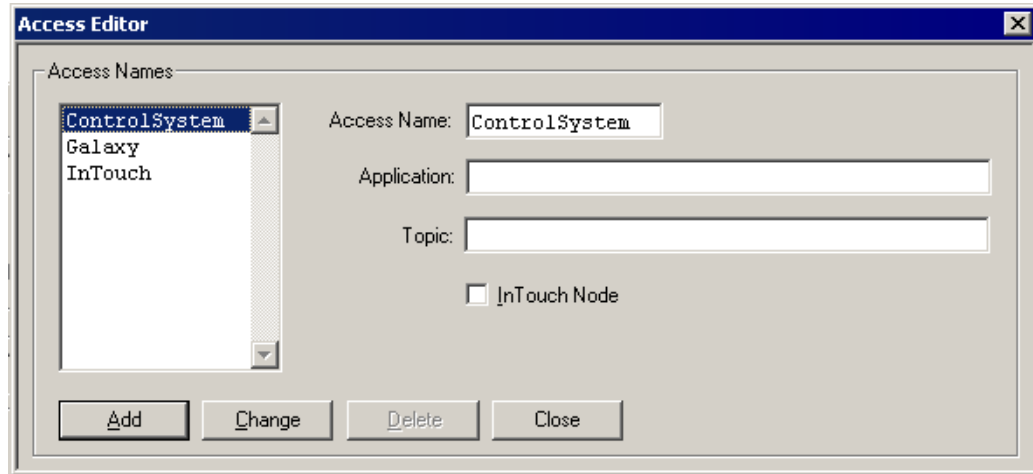 Access Editor
Access Names
ControlSystem
Galaxy
InTouch
Access Name: ControlSystem
Application:
Topic:
InTouch Node
Add Change Delete Close